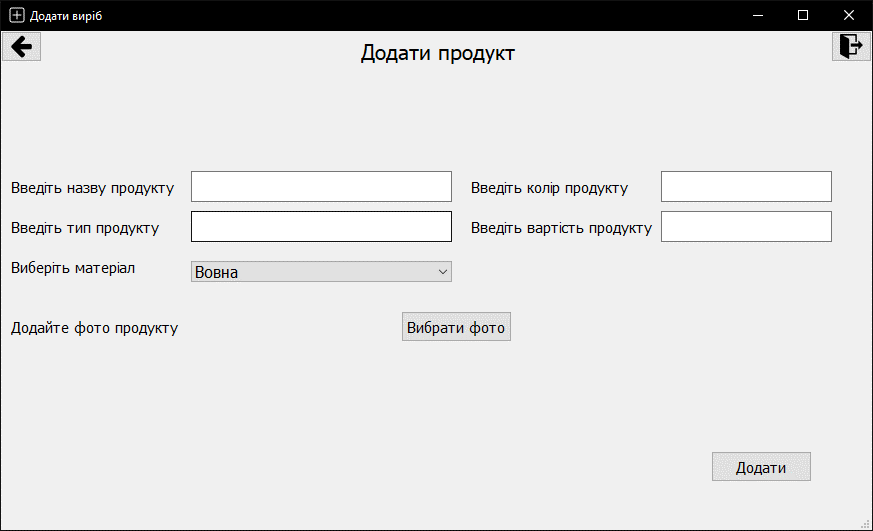 Додати виріб
Додати продукт
Введіть назву продукту
Введіть колір продукту
Введіть тип продукту
Введіть вартість продукту
Виберіть матеріал
Вовна
Додайте фото продукту
Вибрати фото
Додати